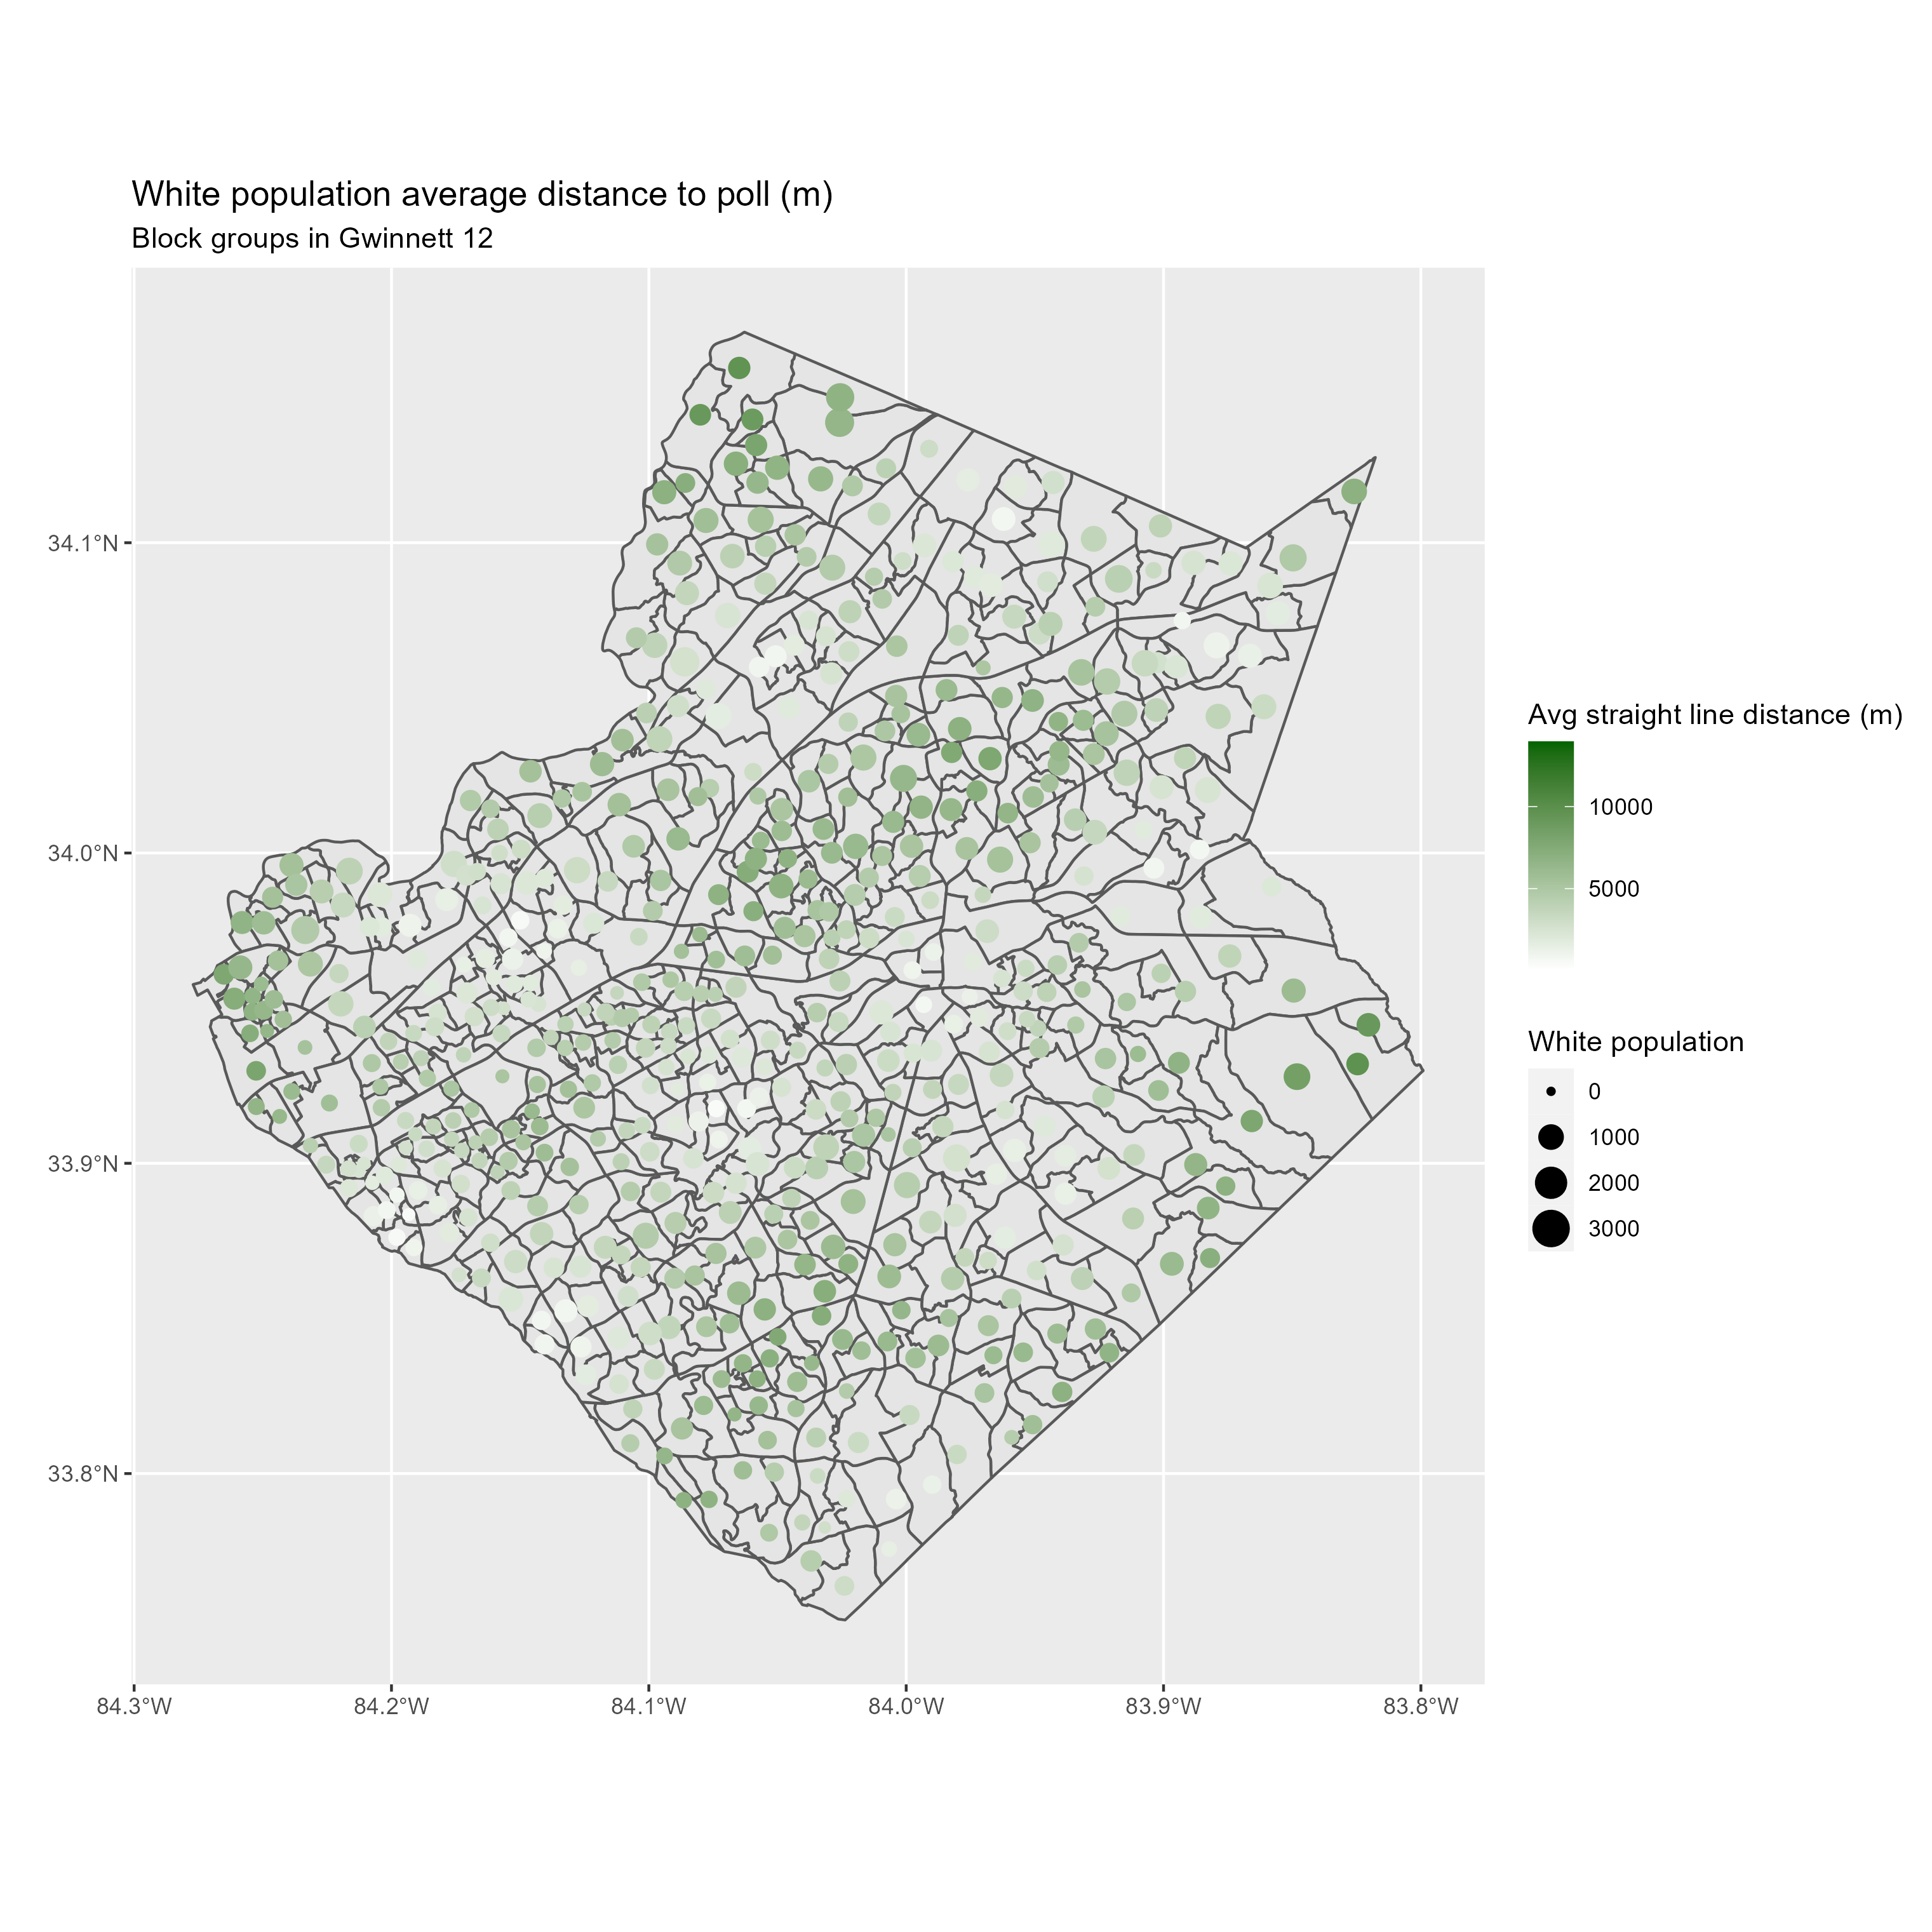 White population average distance to poll (m)
Block groups in Gwinnett 12
34.1°N
34.0°N
33.9°N
33.8°N
84.3°W
84.2°W
84.1°W
84.0°W
83.9°W
83.8°W
Avg straight line distance (m)
10000
5000
White population
0
1000
2000
3000